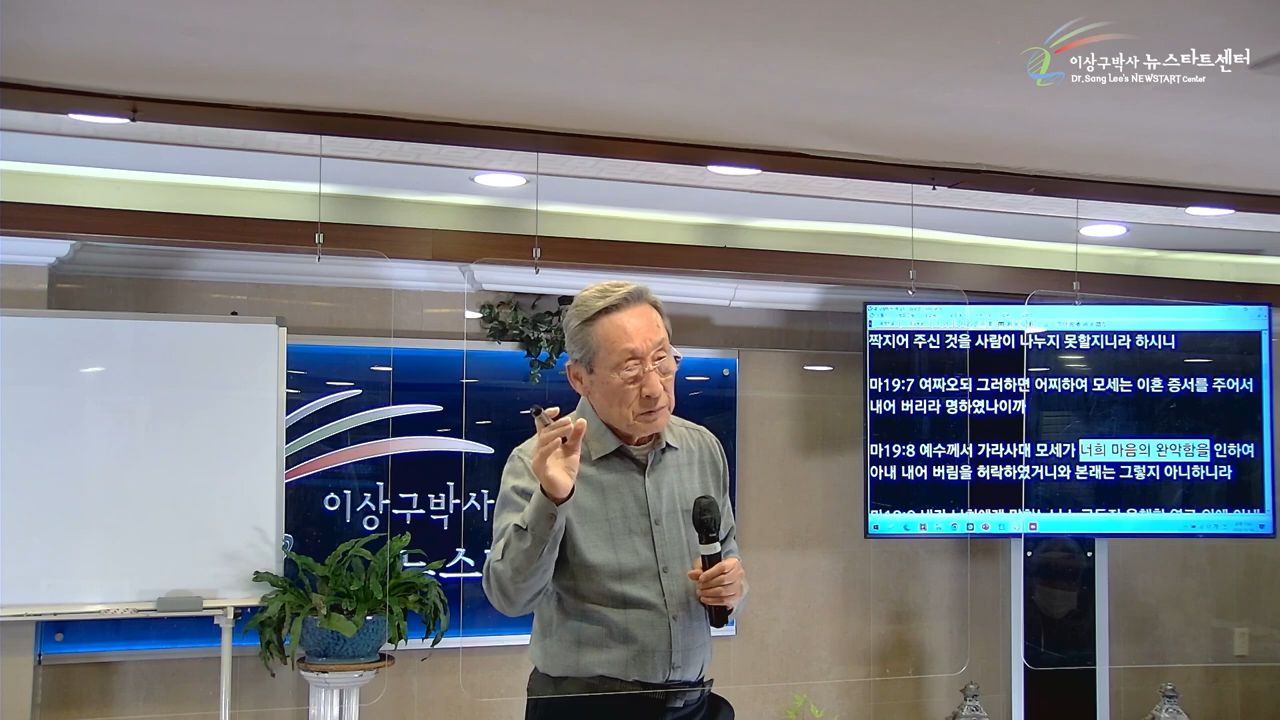 이상구박사 뉴스타트센터
Dr. Sang Lee's NEWSTART Center
짝지어 주신 것을 사람이 나누지 못할지니라 하시니
마19:7 여짜오되 그러하면 어찌하여 모세는 이혼 증서를 주어서
내어 버리라 명하였나이까
마19:8 예수께서 가라사대 모세가 너희 마음의 완악함을 인하여
아내 내어 버림을 허락하였거니와 본래는 그렇지 아니하니라
이상구박사